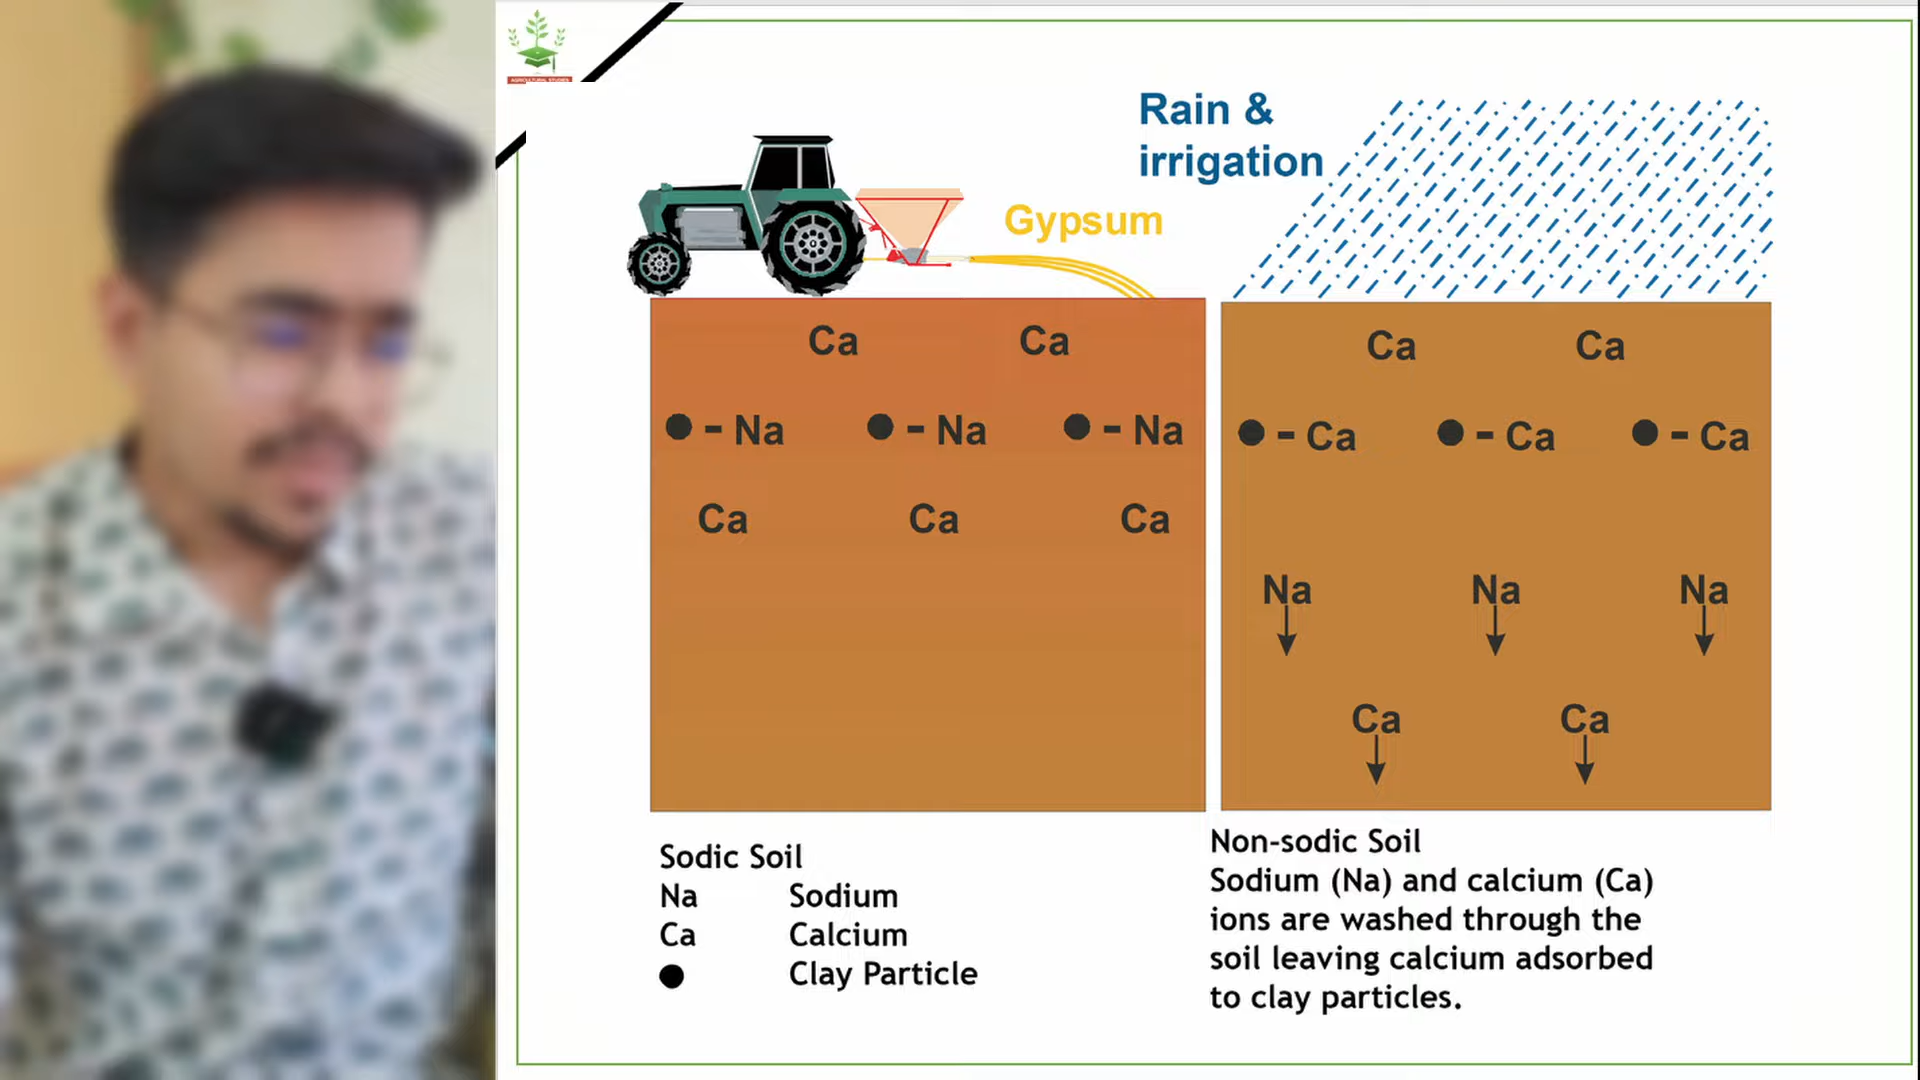 AGRICULTURAL STUDIES
Rain &
irrigation
Gypsum
Ca Ca
- Na - Na - Na
Ca Ca Ca
Ca Ca
- Ca - Ca - Ca
Na Na Na
Ca Ca
Sodic Soil
Na Sodium
Ca Calcium
Clay Particle
Non-sodic Soil
Sodium (Na) and calcium (Ca)
ions are washed through the
soil leaving calcium adsorbed
to clay particles.